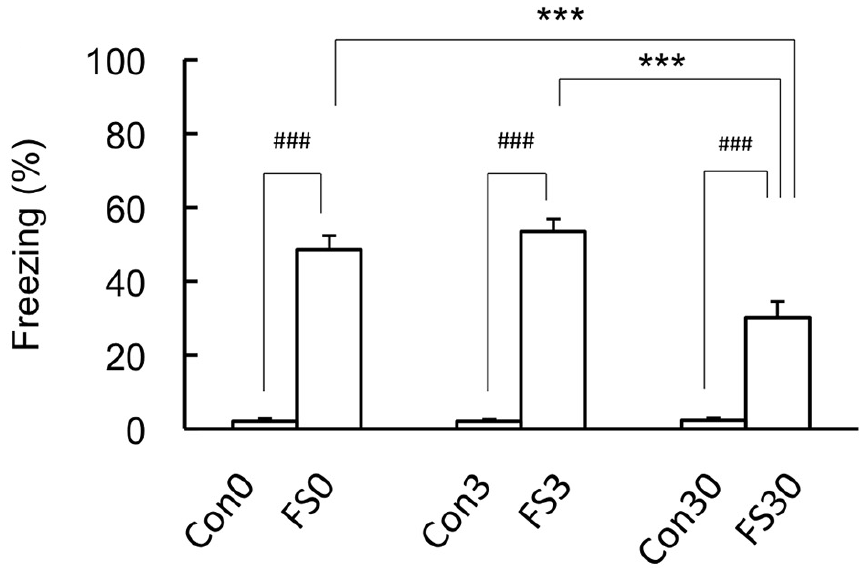 ***
***
100
80
60
40
20
0
Freezing (%)
###
###
###
Con0
FS0
Con3
FS3
Con30
FS30